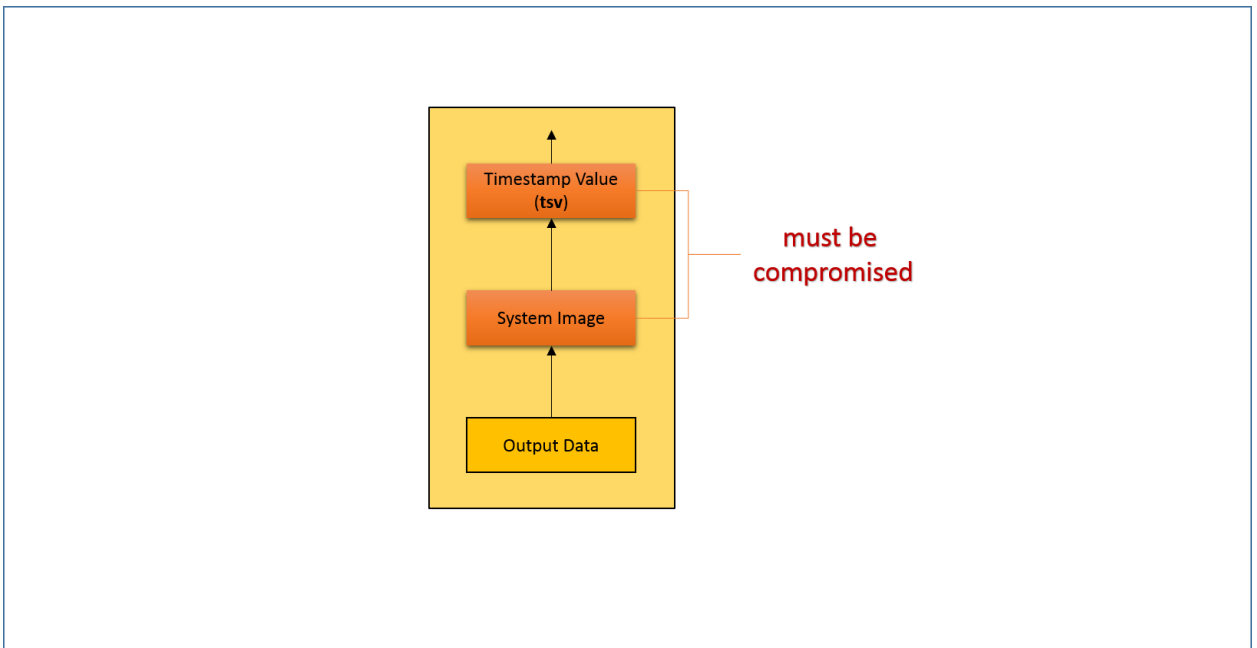 Timestamp Value
(tsv)
must be
compromised
System Image
Output Data